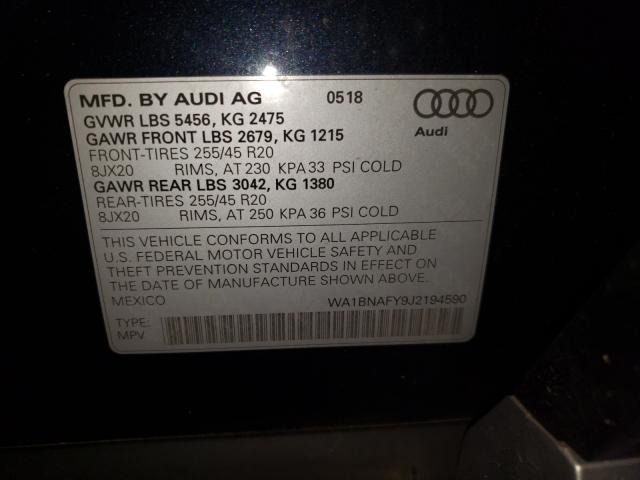 MFD. BY AUDI AG 0518
GVWR LBS 5456, KG 2475
GAWR FRONT LBS 2679, KG 1215
Audi
FRONT-TIRES 255/45 R20
8JX20 RIMS, AT 230 KPA 33 PSI COLD
GAWR REAR LBS 3042, KG 1380
REAR-TIRES 255/45 R20
8JX20 RIMS, AT 250 KPA 36 PSI COLD
THIS VEHICLE CONFORMS TO ALL APPLICABLE
U.S. FEDERAL MOTOR VEHICLE SAFETY AND
THEFT PREVENTION STANDARDS IN EFFECT ON
THE DATE OF MANUFACTURE SHOWN ABOVE.
MEXICO WA1BNAFY9J2194590
TYPE:
MPV